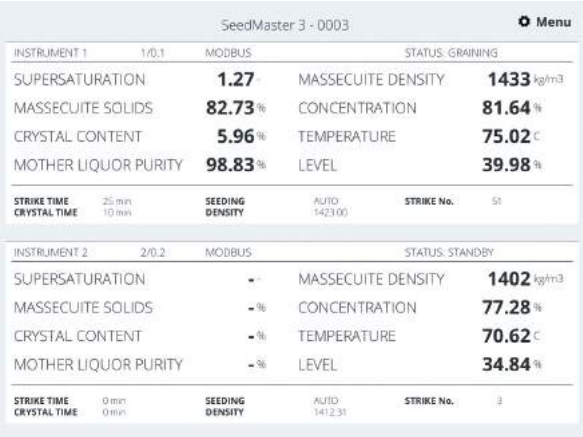 SeedMaster 3 - 0003 Menu
INSTRUMENT 1 1/0.1 MODBUS STATUS: GRAINING
SUPERSATURATION 1.27 - MASSECUITE DENSITY 1433 kg/m3
MASSECUITE SOLIDS 82.73 % CONCENTRATION 81.64 %
CRYSTAL CONTENT 5.96 % TEMPERATURE 75.02 C
MOTHER LIQUOR PURITY 98.83 % LEVEL 39.98 %
STRIKE TIME 25 min SEEDING AUTO STRIKE No. 51
CRYSTAL TIME 10 min DENSITY 1423.00
INSTRUMENT 2 2/0.2 MODBUS STATUS: STANDBY
SUPERSATURATION - - MASSECUITE DENSITY 1402 kg/m3
MASSECUITE SOLIDS - % CONCENTRATION 77.28 %
CRYSTAL CONTENT - % TEMPERATURE 70.62 C
MOTHER LIQUOR PURITY - % LEVEL 34.84 %
STRIKE TIME 0 min SEEDING AUTO STRIKE No. 3
CRYSTAL TIME 0 min DENSITY 1412.31